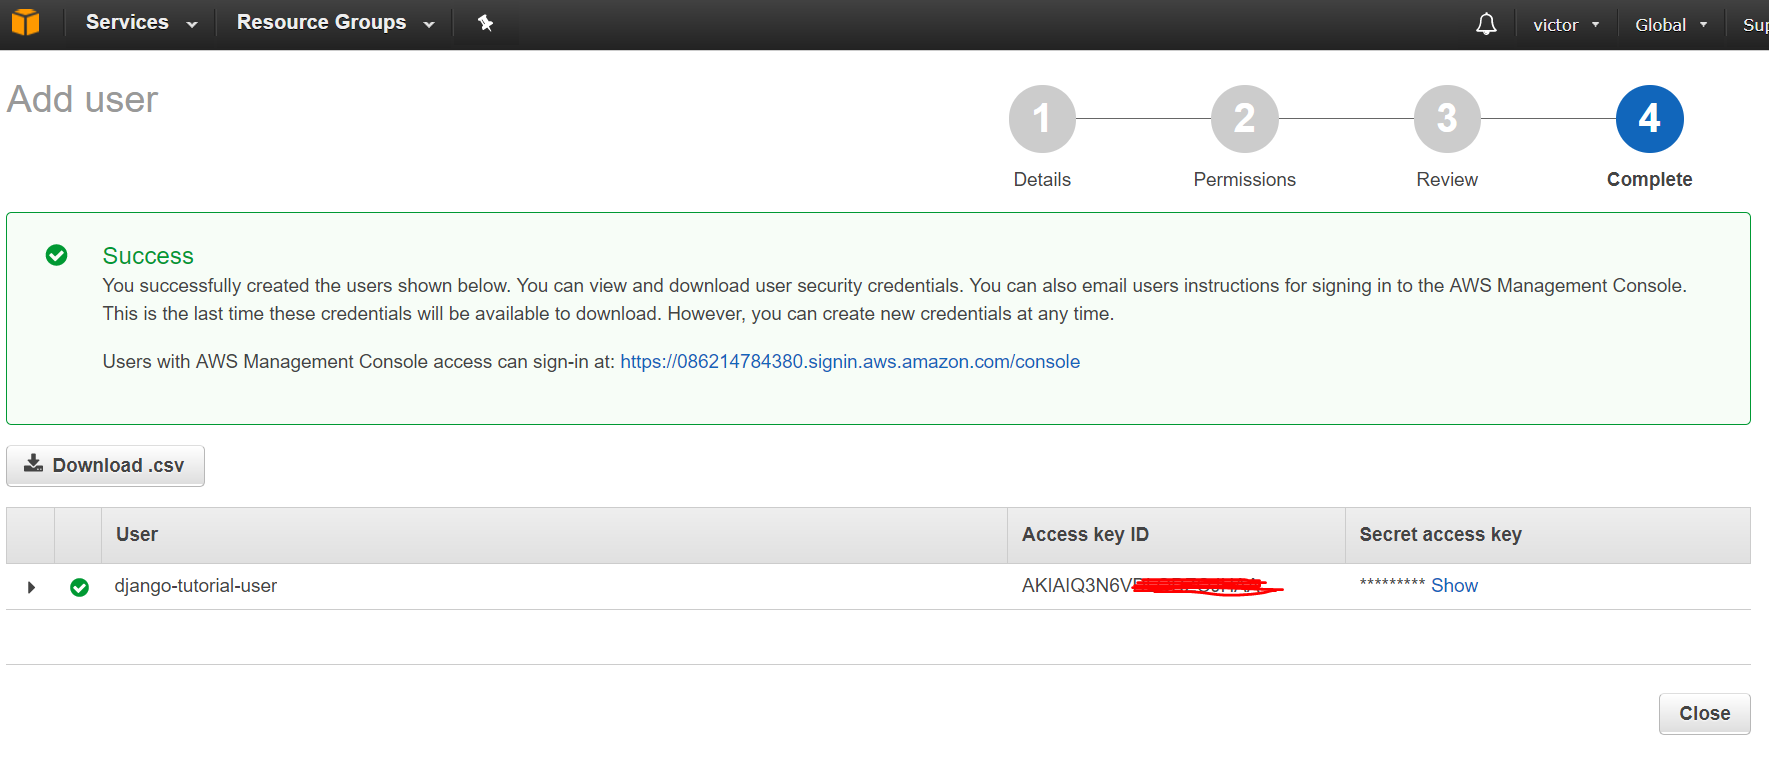 Services Resource Groups victor Global Sup
Add user
1 2 3 4
Details Permissions Review Complete
Success
You successfully created the users shown below. You can view and download user security credentials. You can also email users instructions for signing in to the AWS Management Console.
This is the last time these credentials will be available to download. However, you can create new credentials at any time.
Users with AWS Management Console access can sign-in at: https://086214784380.signin.aws.amazon.com/console
Download .csv
User Access key ID Secret access key
django-tutorial-user AKIAIQ3N6V ********* Show
Close